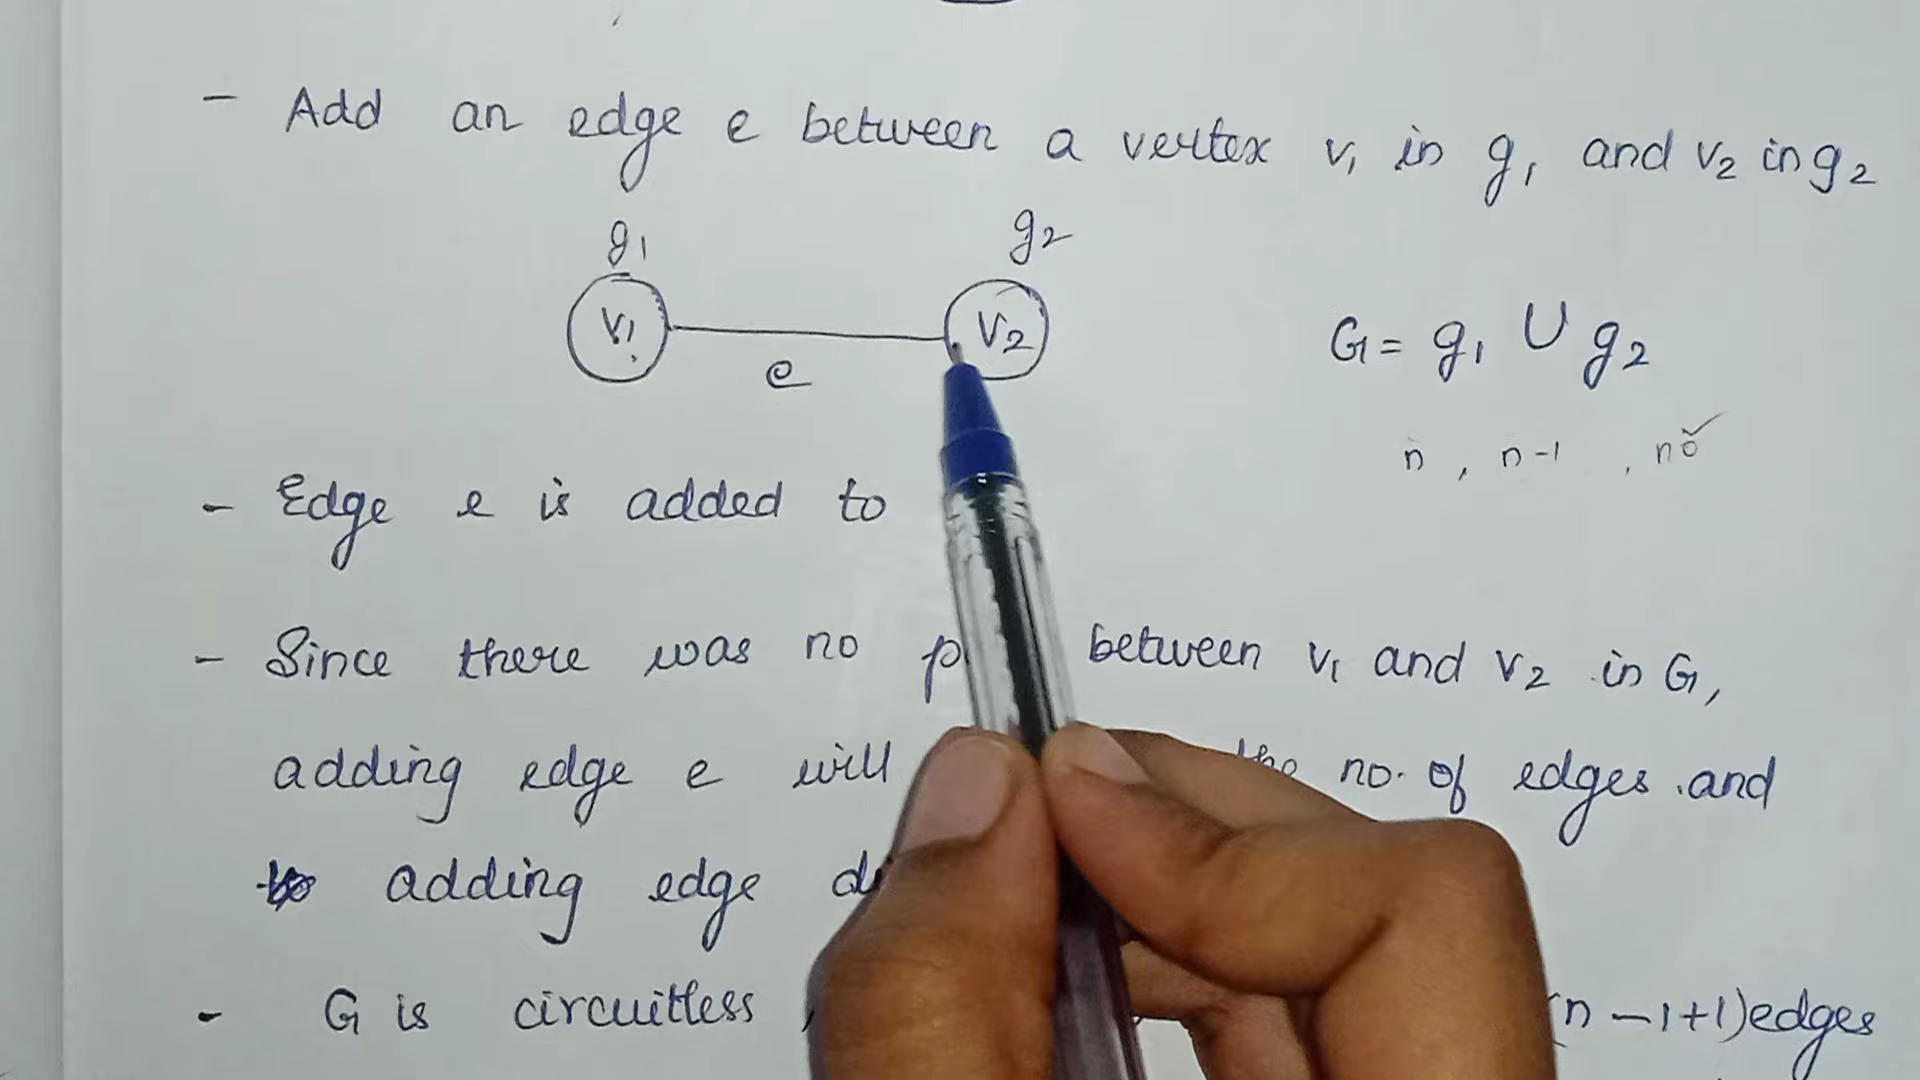 - Add an edge e between a vertex v1 in g1 and v2 in g2
g1 g2
v1 e v2
G = g1 ∪ g2
n , n-1 , no ✓
- Edge e is added to
- Since there was no between v1 and v2 in G,
adding edge e will the no. of edges and
adding edge
- G is circuitless , (n-1+1) edges